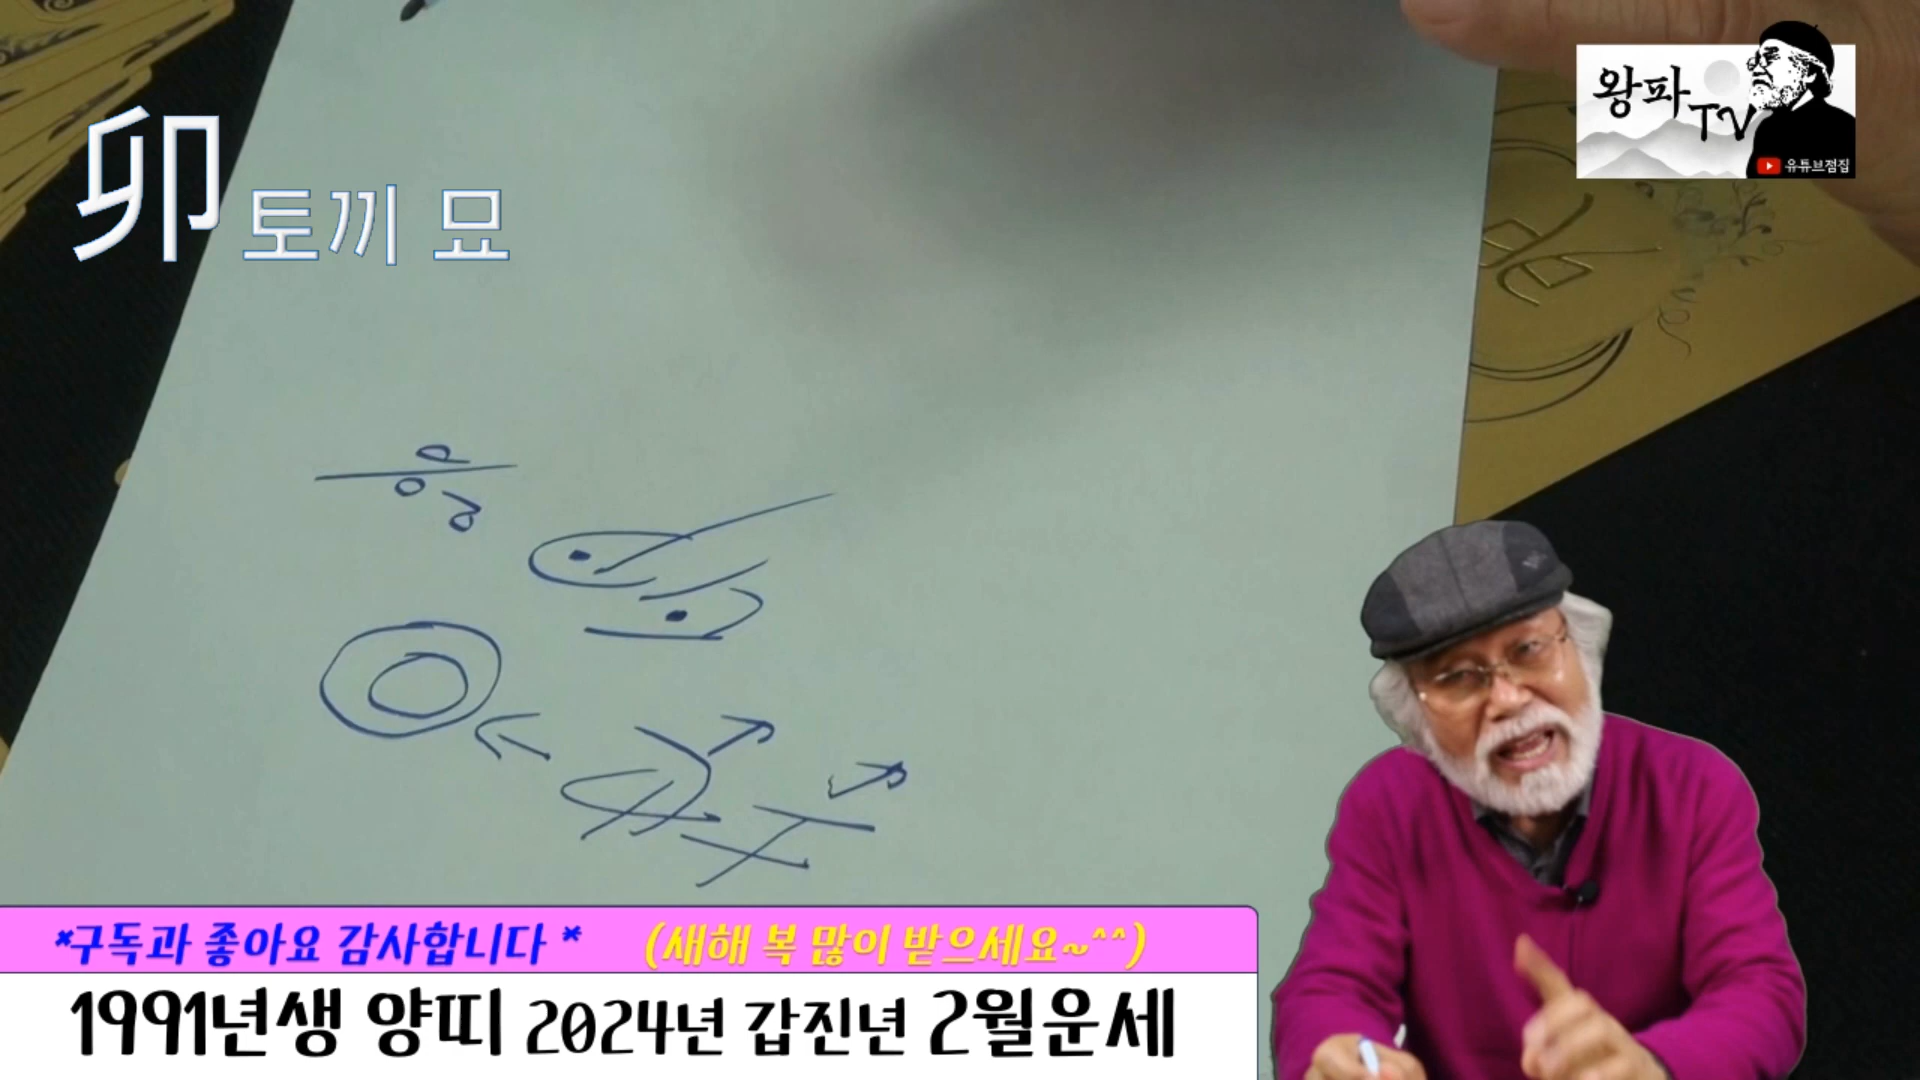 왕파TV
유튜브점집
卯 토끼 묘
*구독과 좋아요 감사합니다 * (새해 복 많이 받으세요~^^)
1991년생 양띠 2024년 갑진년 2월운세